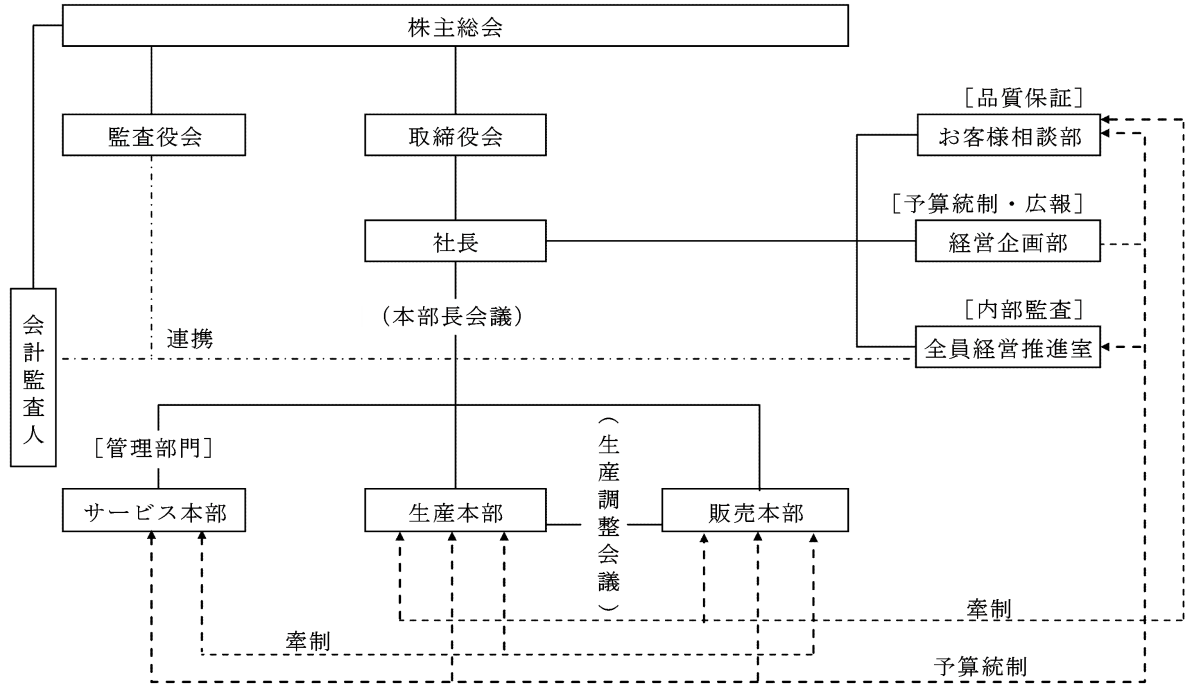 株主総会
[品質保証]
監査役会
取締役会
お客様相談部
[予算統制・広報]
社長
経営企画部
(本部長会議)
[内部監査]
連携
全員経営推進室
会計監査人
[管理部門]
(生産調整会議)
サービス本部
生産本部
販売本部
牽制
牽制
予算統制